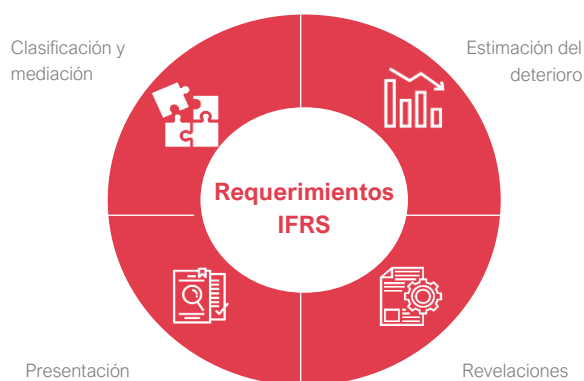 Clasificación y
mediación
Estimación del
deterioro
Requerimientos
IFRS
Presentación
Revelaciones